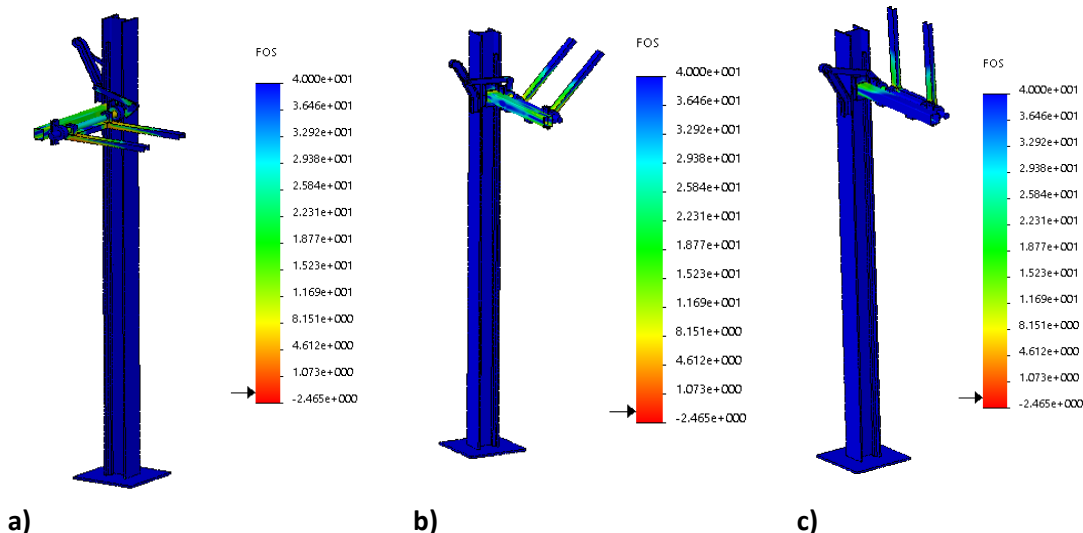 FOS
4.000e+001
3.646e+001
3.292e+001
2.938e+001
2.584e+001
2.231e+001
1.877e+001
1.523e+001
1.169e+001
8.151e+000
4.612e+000
1.073e+000
-2.465e+000
a)
FOS
4.000e+001
3.646e+001
3.292e+001
2.938e+001
2.584e+001
2.231e+001
1.877e+001
1.523e+001
1.169e+001
8.151e+000
4.612e+000
1.073e+000
-2.465e+000
b)
FOS
4.000e+001
3.646e+001
3.292e+001
2.938e+001
2.584e+001
2.231e+001
1.877e+001
1.523e+001
1.169e+001
8.151e+000
4.612e+000
1.073e+000
-2.465e+000
c)